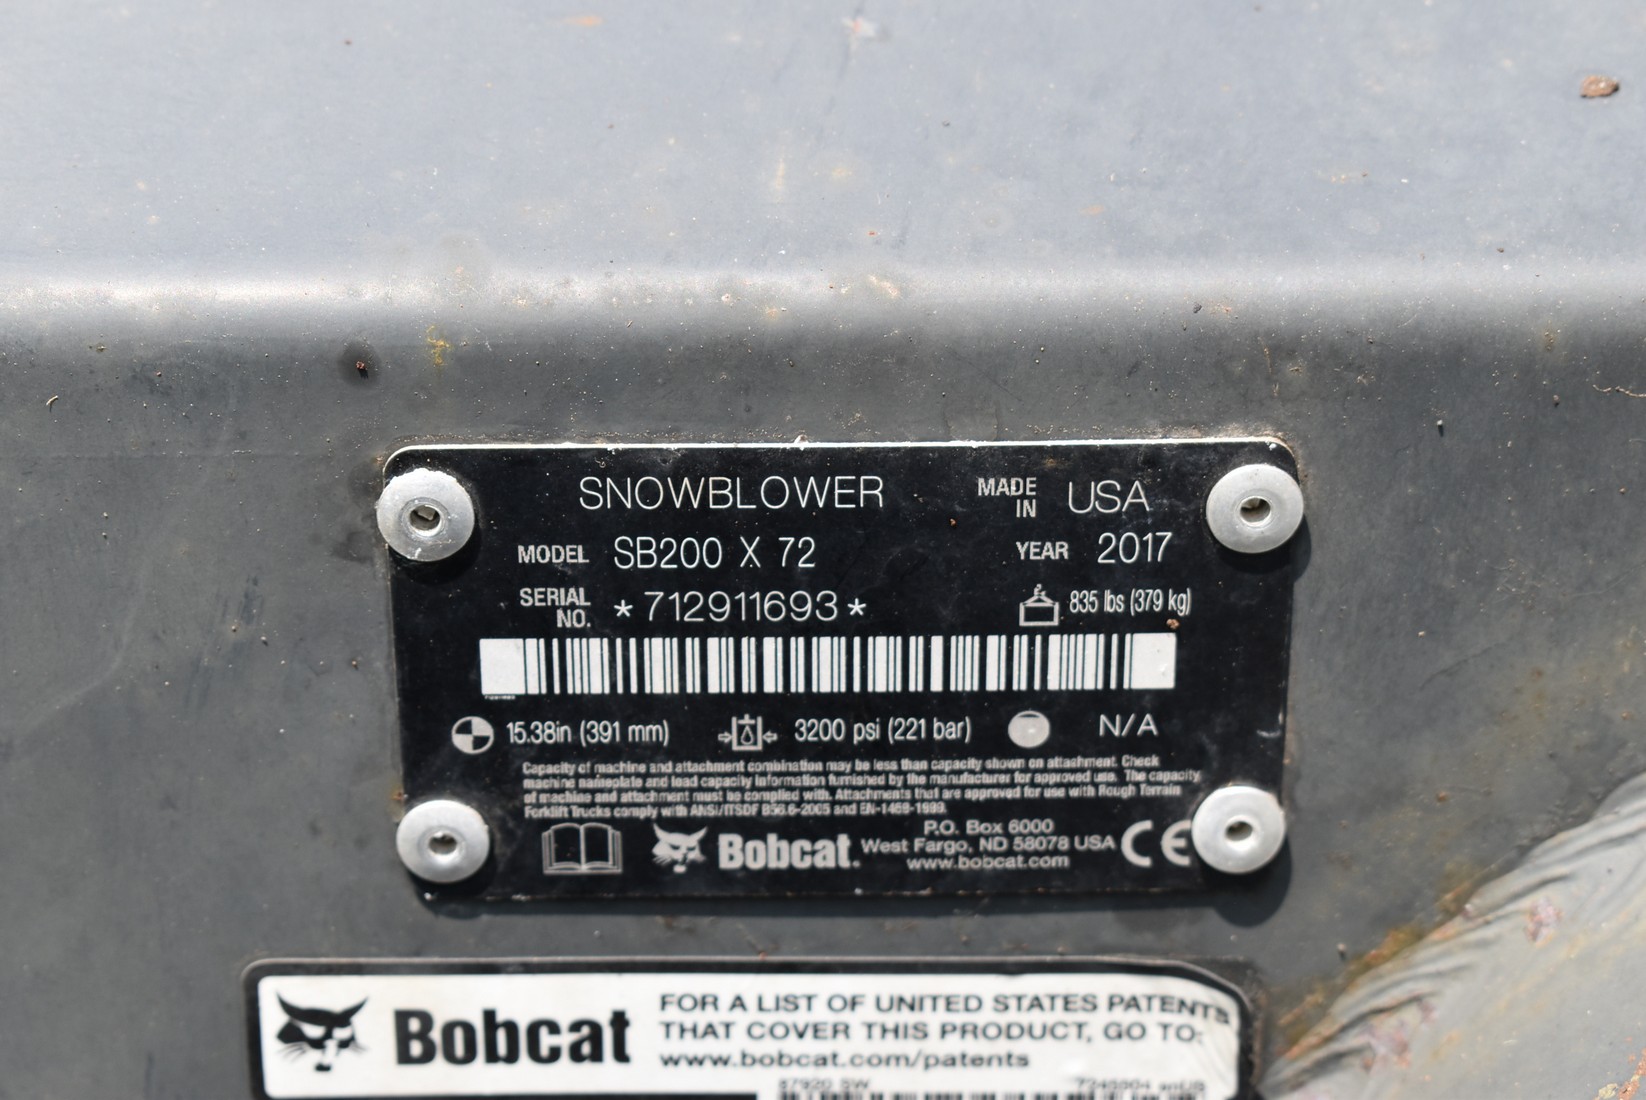 SNOWBLOWER
MADE IN USA
MODEL SB200 X 72
YEAR 2017
SERIAL NO. *712911693*
835 lbs (379 kg)
15.38in (391 mm)
3200 psi (221 bar)
N/A
Capacity of machine and attachment combination may be less than capacity shown on attachment. Check
machine nameplate and load capacity information furnished by the manufacturer for approved use. The capacity
of machine and attachment must be complied with. Attachments that are approved for use with Rough Terrain
Forklift Trucks comply with ANSI/ITSDF B56.6-2005 and EN-1459-1999.
Bobcat.
P.O. Box 6000
West Fargo, ND 58078 USA
www.bobcat.com
CE
Bobcat
FOR A LIST OF UNITED STATES PATENTS
THAT COVER THIS PRODUCT, GO TO:
www.bobcat.com/patents